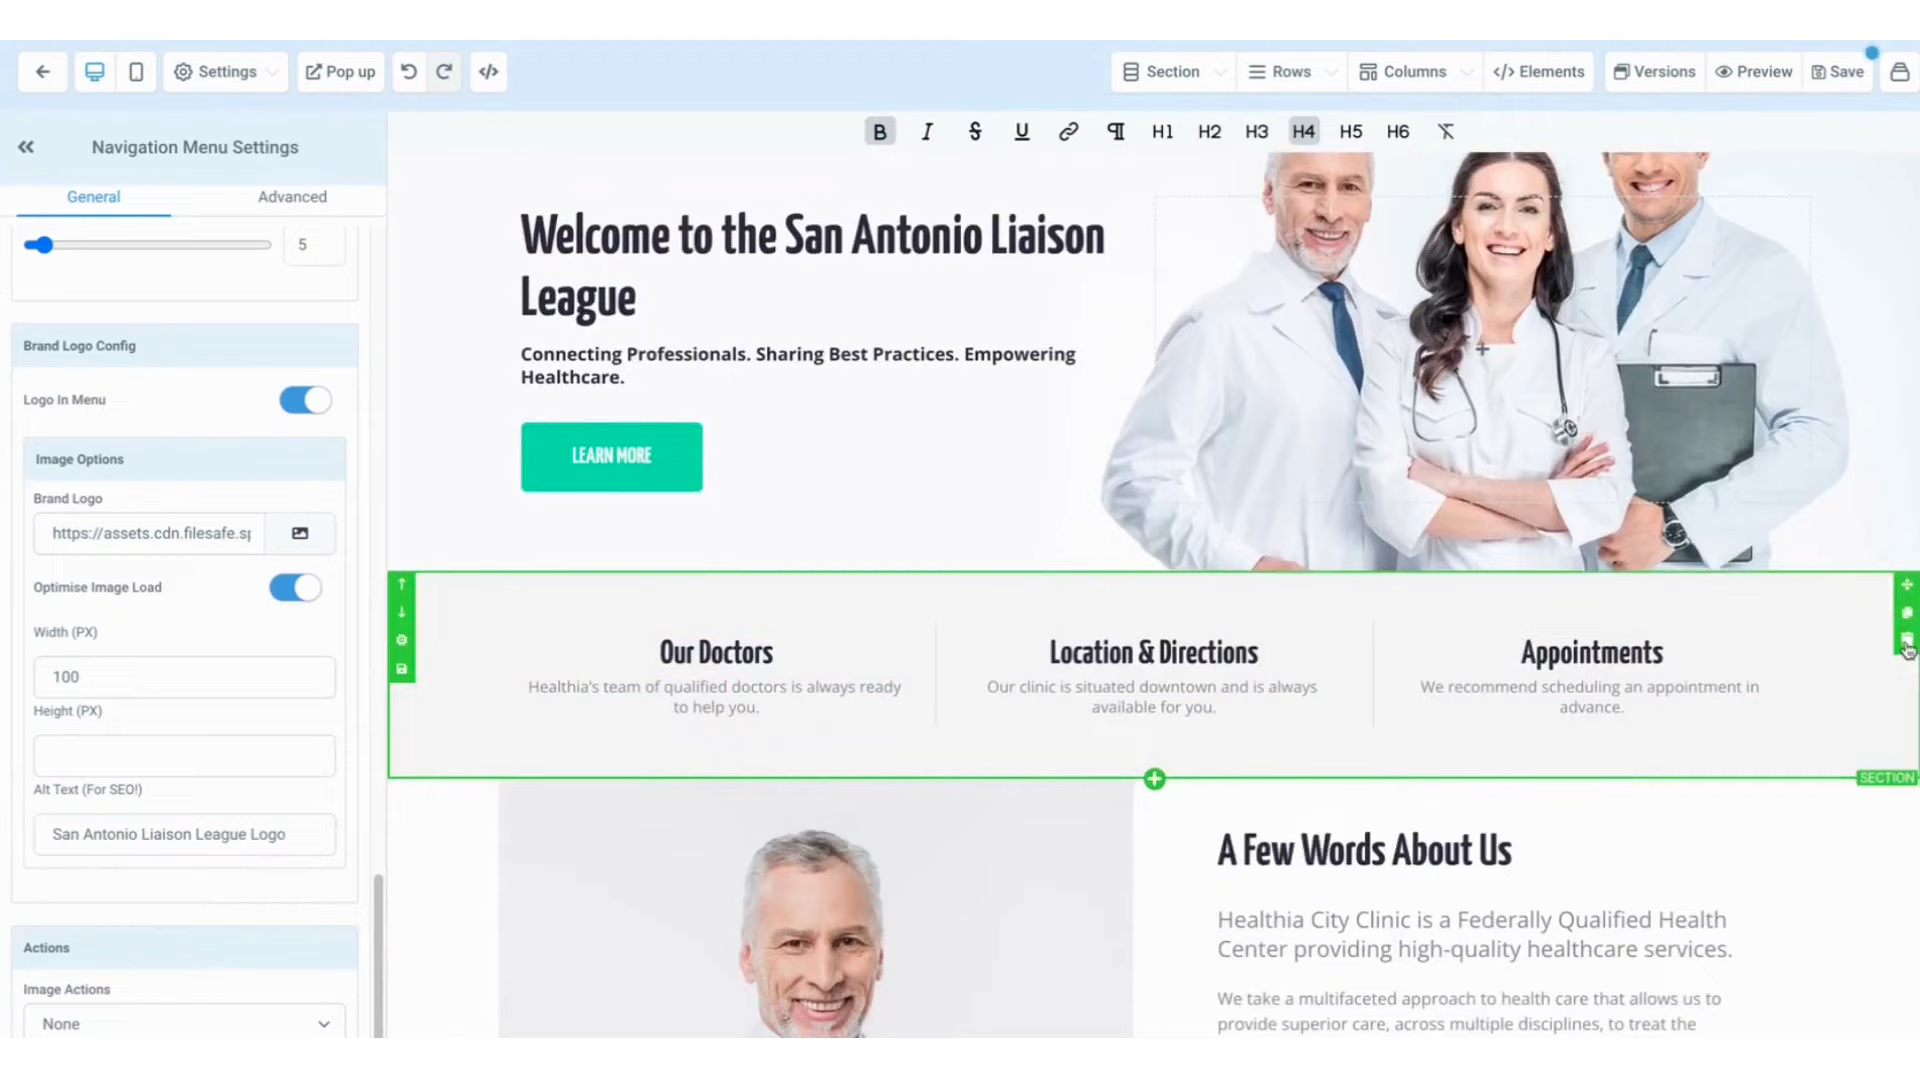 Settings
Pop up
Section
Rows
Columns
</> Elements
Versions
Preview
Save
Navigation Menu Settings
General
Advanced
5
Brand Logo Config
Logo In Menu
Image Options
Brand Logo
https://assets.cdn.filesafe.sp
Optimise Image Load
Width (PX)
100
Height (PX)
Alt Text (For SEO!)
San Antonio Liaison League Logo
Actions
Image Actions
None
B I S U H1 H2 H3 H4 H5 H6
Welcome to the San Antonio Liaison
League
Connecting Professionals. Sharing Best Practices. Empowering
Healthcare.
LEARN MORE
Our Doctors
Healthia's team of qualified doctors is always ready
to help you.
Location & Directions
Our clinic is situated downtown and is always
available for you.
Appointments
We recommend scheduling an appointment in
advance.
SECTION
A Few Words About Us
Healthia City Clinic is a Federally Qualified Health
Center providing high-quality healthcare services.
We take a multifaceted approach to health care that allows us to
provide superior care, across multiple disciplines, to treat the